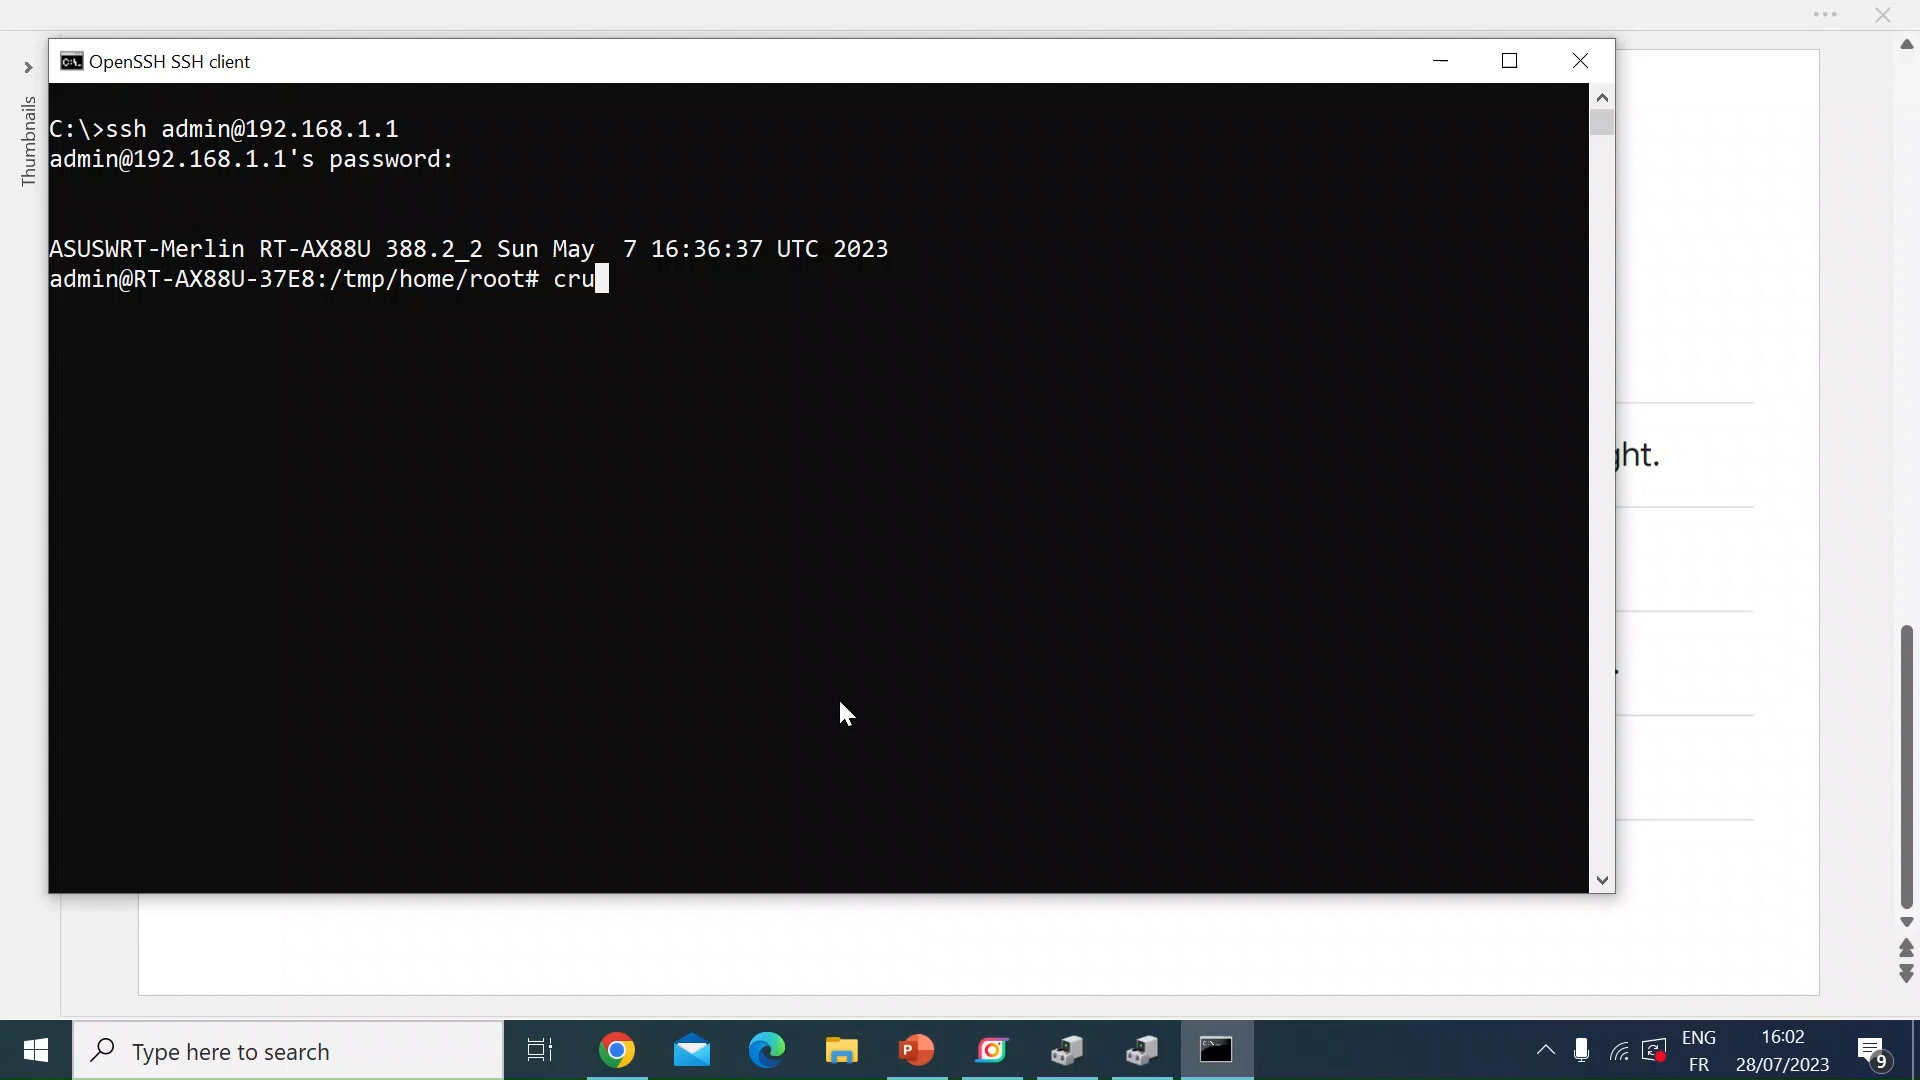 OpenSSH SSH client
Thumbnails
C:\>ssh admin@192.168.1.1
admin@192.168.1.1's password:
ASUSWRT-Merlin RT-AX88U 388.2_2 Sun May  7 16:36:37 UTC 2023
admin@RT-AX88U-37E8:/tmp/home/root# cru
ght.
.
Type here to search
ENG
FR
16:02
28/07/2023
9